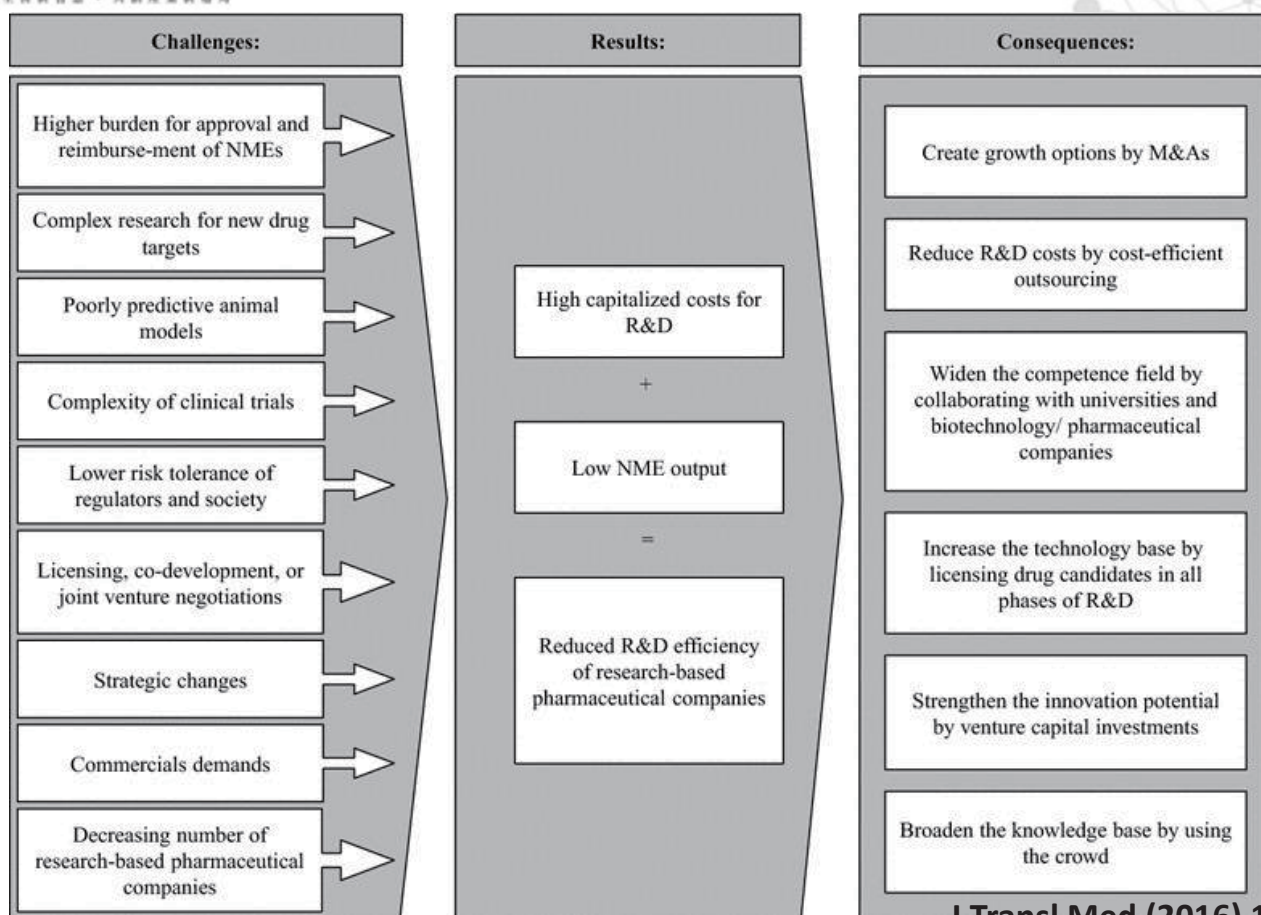 Challenges:
Higher burden for approval and
reimburse-ment of NMEs
Complex research for new drug
targets
Poorly predictive animal
models
Complexity of clinical trials
Lower risk tolerance of
regulators and society
Licensing, co-development, or
joint venture negotiations
Strategic changes
Commercials demands
Decreasing number of
research-based pharmaceutical
companies
Results:
High capitalized costs for
R&D
+
Low NME output
=
Reduced R&D efficiency
of research-based
pharmaceutical companies
Consequences:
Create growth options by M&As
Reduce R&D costs by cost-efficient
outsourcing
Widen the competence field by
collaborating with universities and
biotechnology/ pharmaceutical
companies
Increase the technology base by
licensing drug candidates in all
phases of R&D
Strengthen the innovation potential
by venture capital investments
Broaden the knowledge base by using
the crowd
J Transl Med (2016) 1